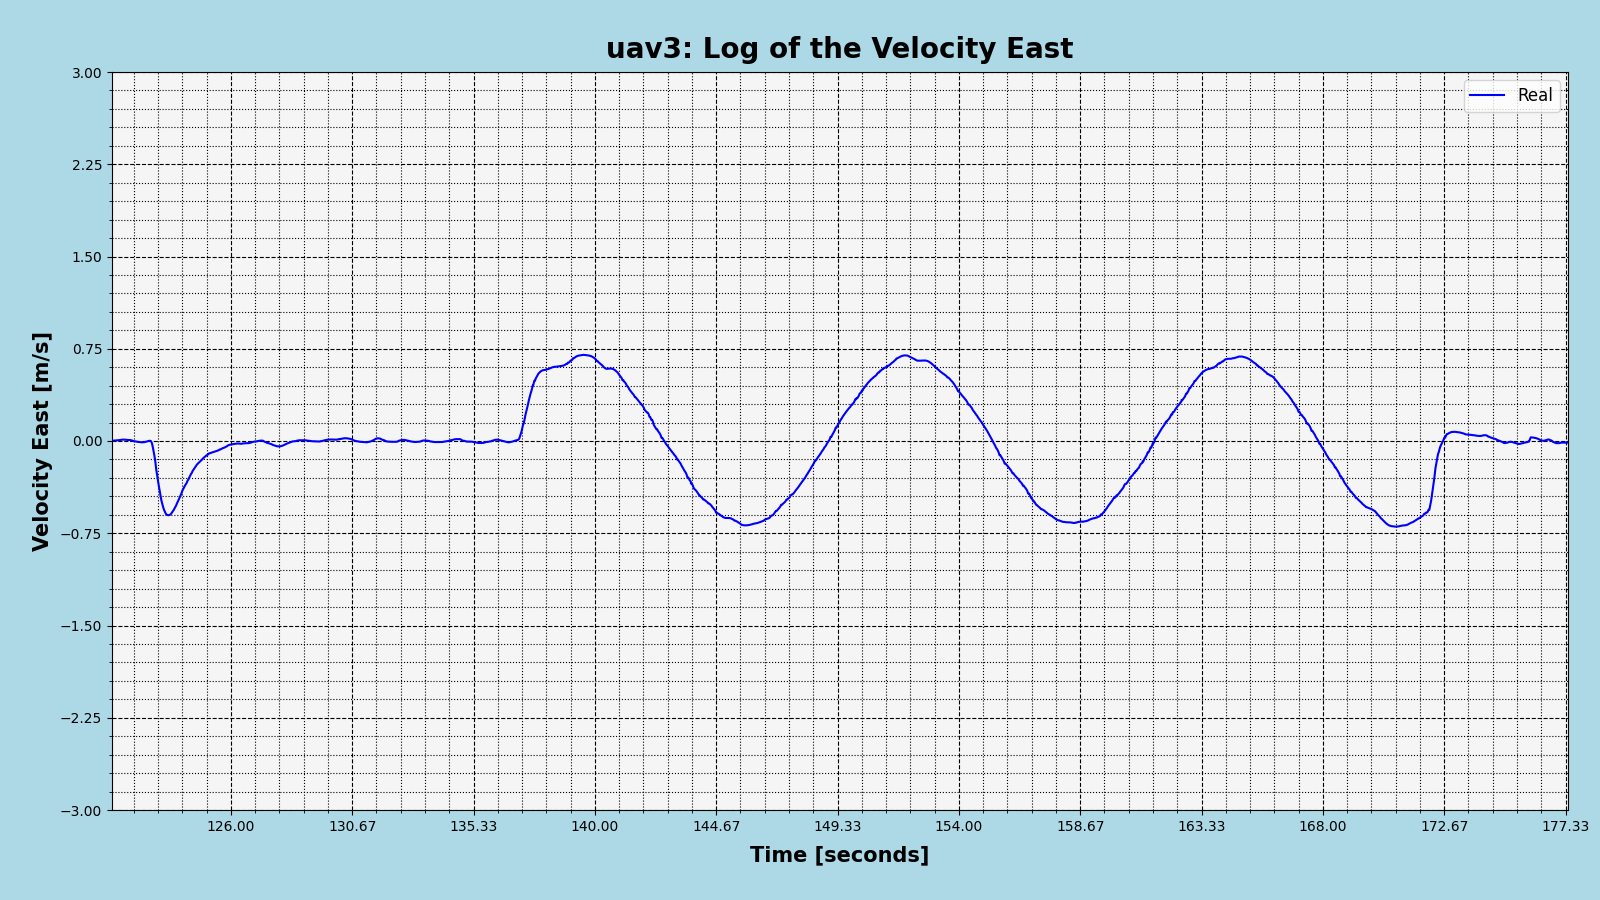 uav3: Log of the Velocity East
Real
Velocity East [m/s]
3.00
2.25
1.50
0.75
0.00
−0.75
−1.50
−2.25
−3.00
126.00 130.67 135.33 140.00 144.67 149.33 154.00 158.67 163.33 168.00 172.67 177.33
Time [seconds]